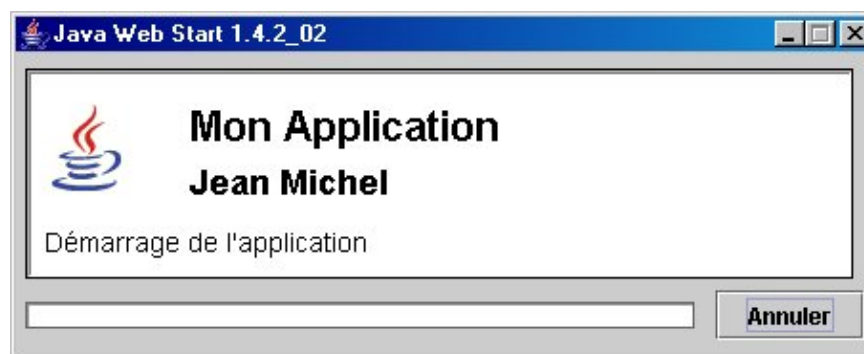 Java Web Start 1.4.2_02
Mon Application
Jean Michel
Démarrage de l'application
Annuler